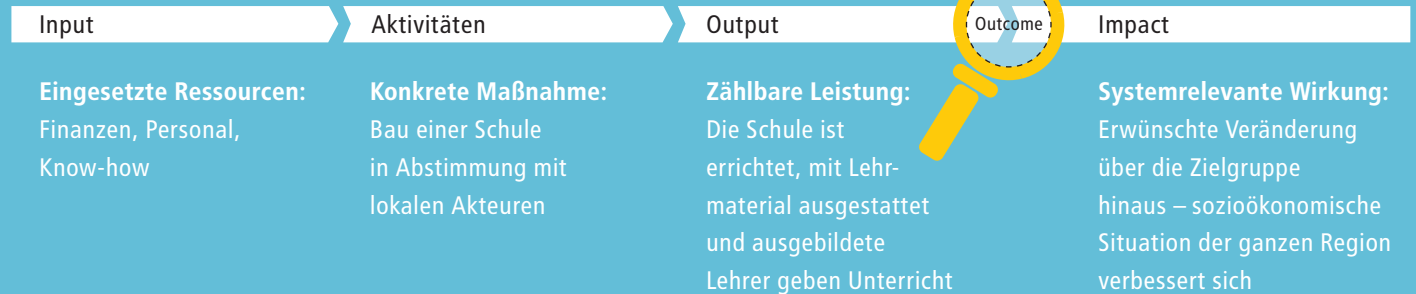 Input
Aktivitäten
Output
Outcome
Impact
Eingesetzte Ressourcen:
Finanzen, Personal,
Know-how
Konkrete Maßnahme:
Bau einer Schule
in Abstimmung mit
lokalen Akteuren
Zählbare Leistung:
Die Schule ist
errichtet, mit Lehr-
material ausgestattet
und ausgebildete
Lehrer geben Unterricht
Systemrelevante Wirkung:
Erwünschte Veränderung
über die Zielgruppe
hinaus – sozioökonomische
Situation der ganzen Region
verbessert sich